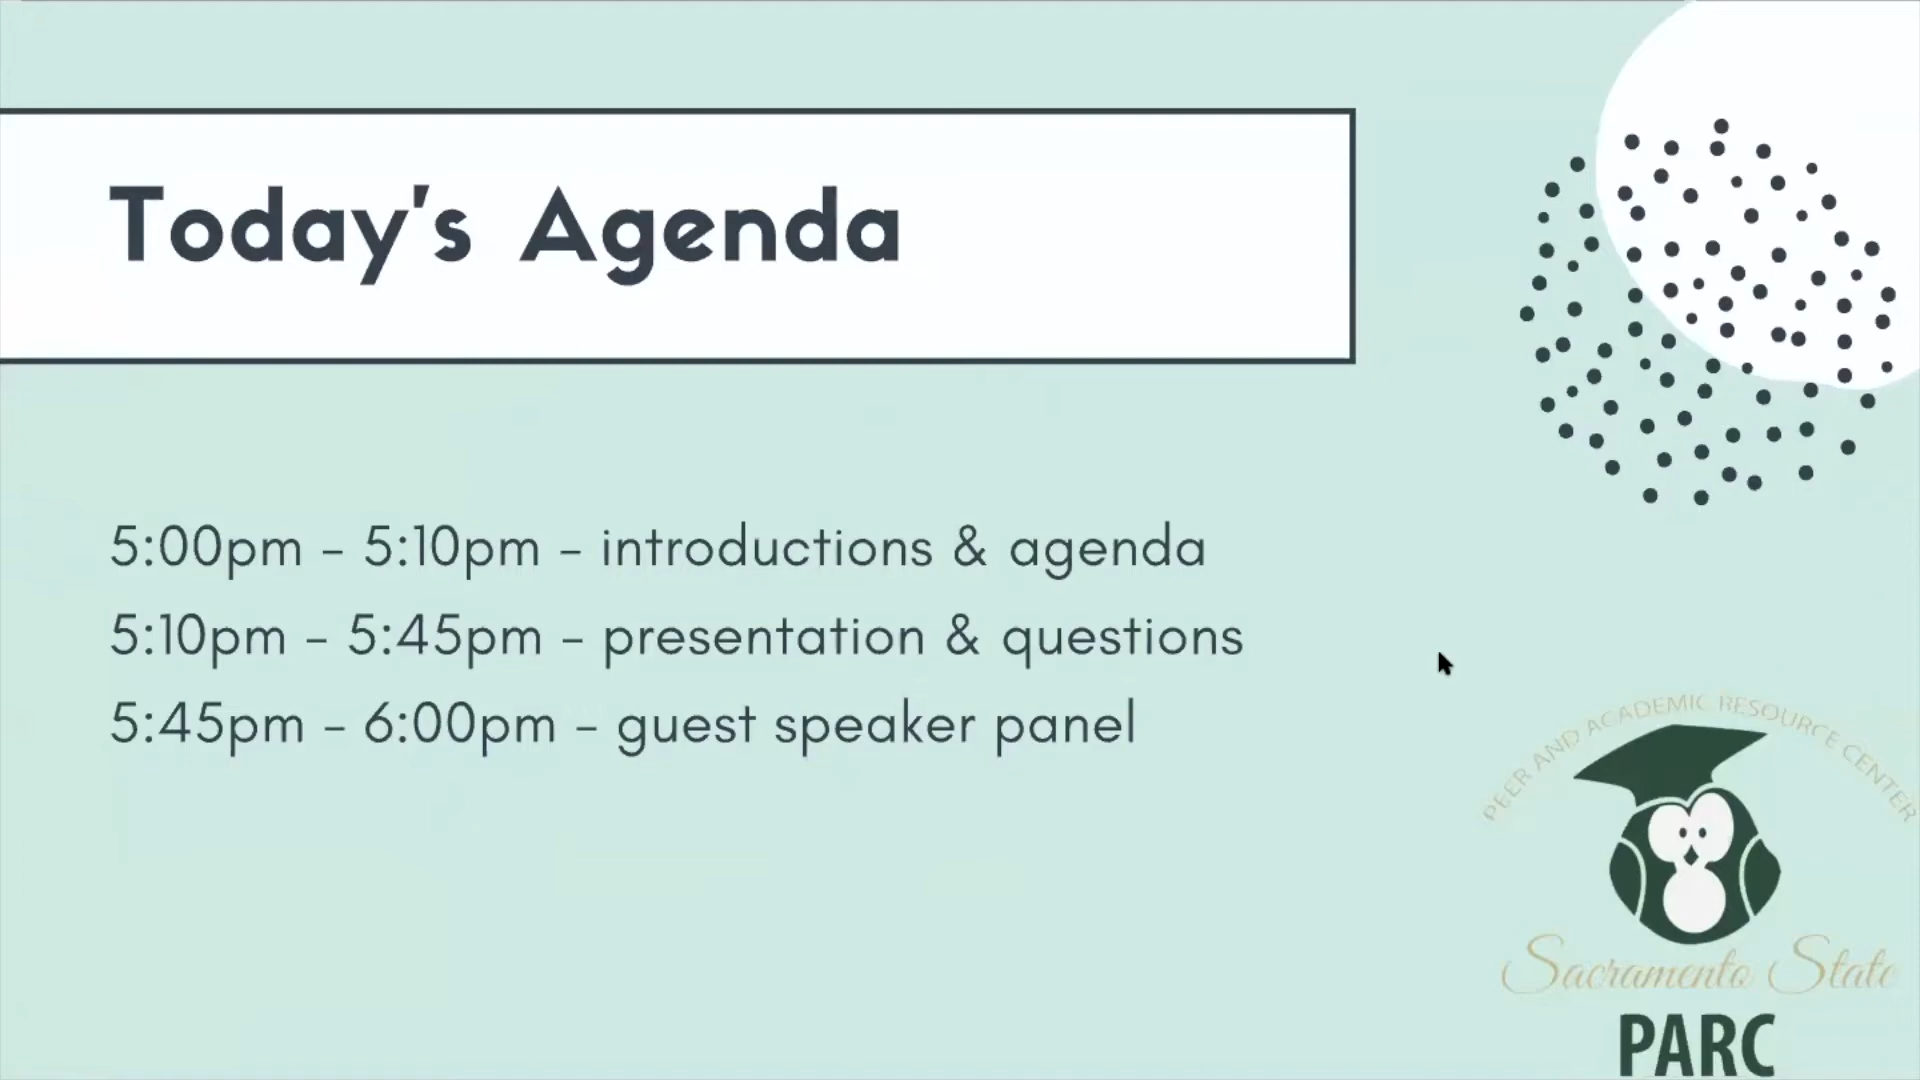 Today's Agenda
5:00pm - 5:10pm - introductions & agenda
5:10pm - 5:45pm - presentation & questions
5:45pm - 6:00pm - guest speaker panel
PEER AND ACADEMIC RESOURCE CENTER
Sacramento State
PARC